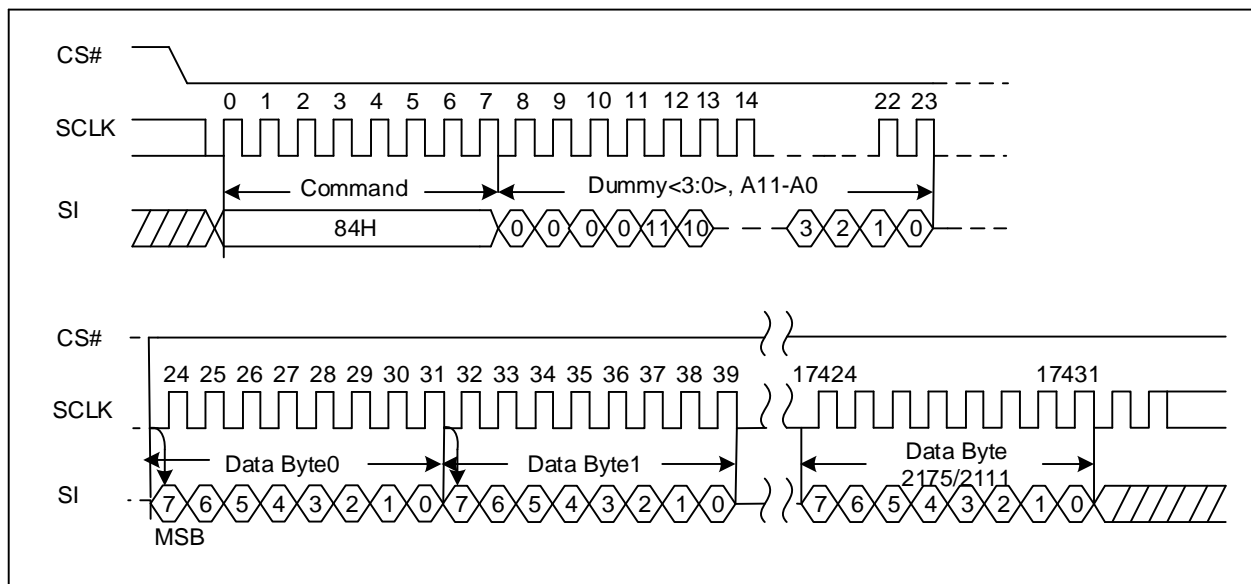 CS#
0 1 2 3 4 5 6 7 8 9 10 11 12 13 14 22 23
SCLK
Command Dummy<3:0>, A11-A0
SI
84H 0 0 0 0 11 10 3 2 1 0
CS#
24 25 26 27 28 29 30 31 32 33 34 35 36 37 38 39 17424 17431
SCLK
Data Byte0 Data Byte1 Data Byte
2175/2111
SI
7 6 5 4 3 2 1 0 7 6 5 4 3 2 1 0 7 6 5 4 3 2 1 0
MSB